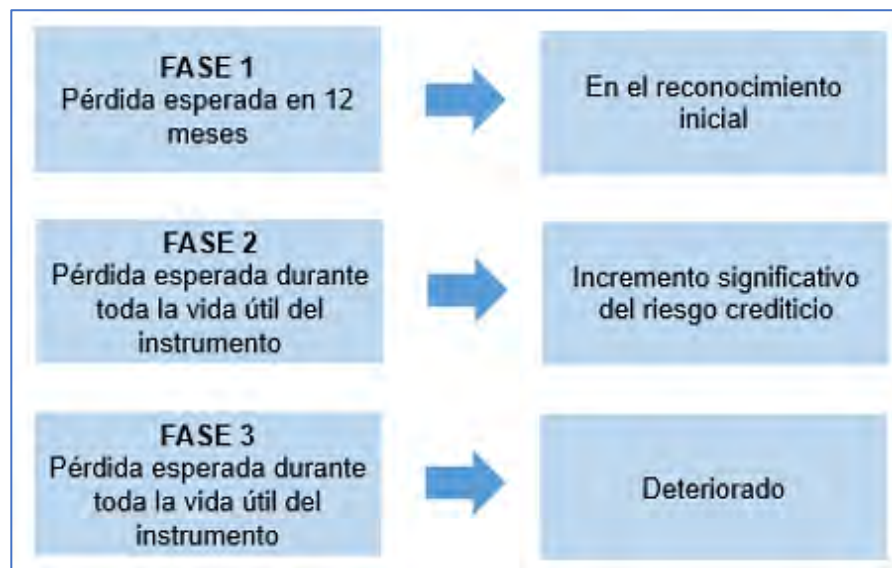 FASE 1
Pérdida esperada en 12
meses
En el reconocimiento
inicial
FASE 2
Pérdida esperada durante
toda la vida útil del
instrumento
Incremento significativo
del riesgo crediticio
FASE 3
Pérdida esperada durante
toda la vida útil del
instrumento
Deteriorado